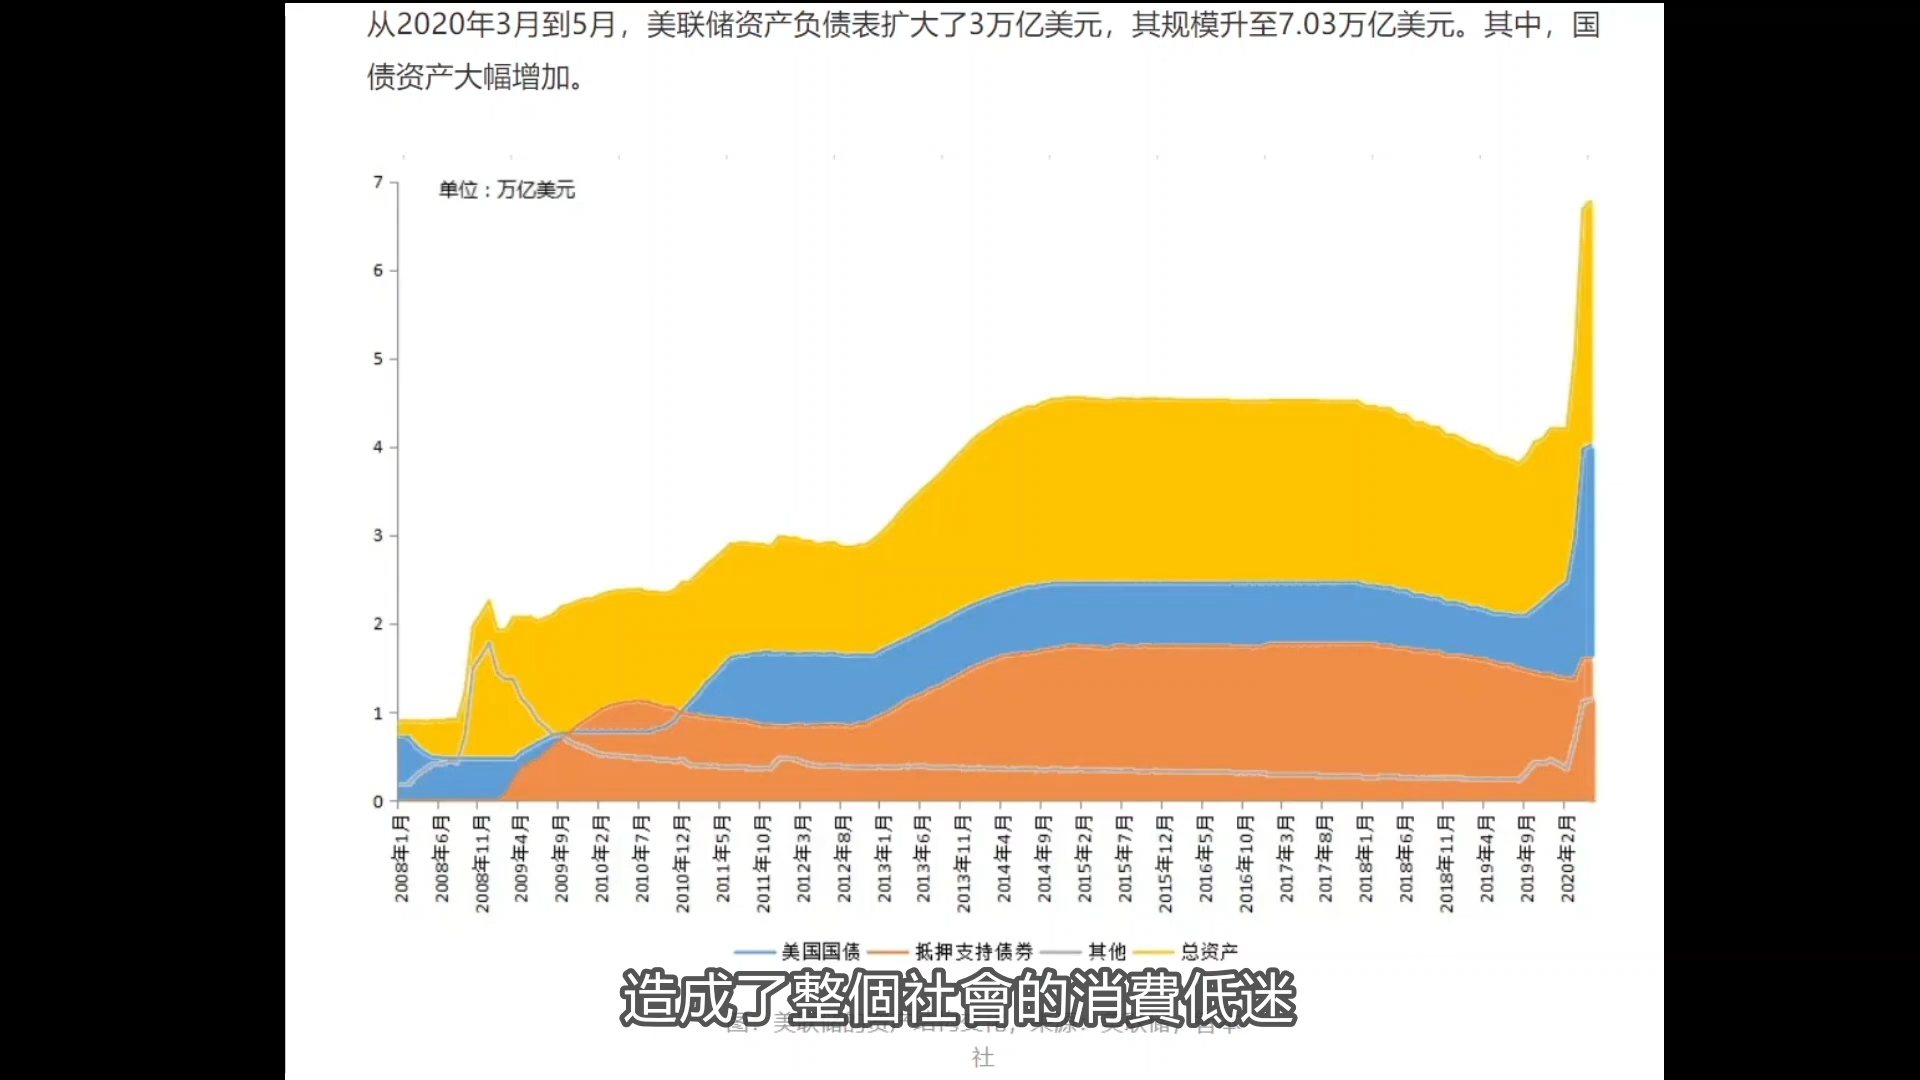 从2020年3月到5月，美联储资产负债表扩大了3万亿美元，其规模升至7.03万亿美元。其中，国
债资产大幅增加。
单位：万亿美元
7
6
5
4
3
2
1
0
2008年1月 2008年6月 2008年11月 2009年4月 2009年9月 2010年2月 2010年7月 2010年12月 2011年5月 2011年10月 2012年3月 2012年8月 2013年1月 2013年6月 2013年11月 2014年4月 2014年9月 2015年2月 2015年7月 2015年12月 2016年5月 2016年10月 2017年3月 2017年8月 2018年1月 2018年6月 2018年11月 2019年4月 2019年9月 2020年2月
美国国债 抵押支持债券 其他 总资产
造成了整個社會的消費低迷
图：美联储的资产结构变化，来源：美联储，
社